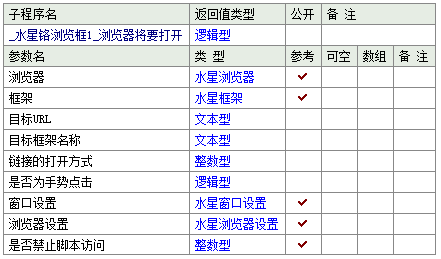 子程序名 返回值类型 公开 备 注
_水星铬浏览框1_浏览器将要打开 逻辑型
参数名 类 型 参考 可空 数组 备 注
浏览器 水星浏览器 ✓
框架 水星框架 ✓
目标URL 文本型
目标框架名称 文本型
链接的打开方式 整数型
是否为手势点击 逻辑型
窗口设置 水星窗口设置 ✓
浏览器设置 水星浏览器设置 ✓
是否禁止脚本访问 整数型 ✓